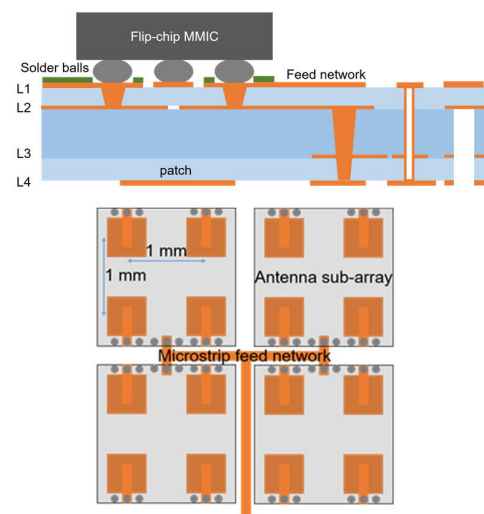 Flip-chip MMIC
Solder balls
Feed network
L1
L2
L3
L4
patch
1 mm
1 mm
Antenna sub-array
Microstrip feed network